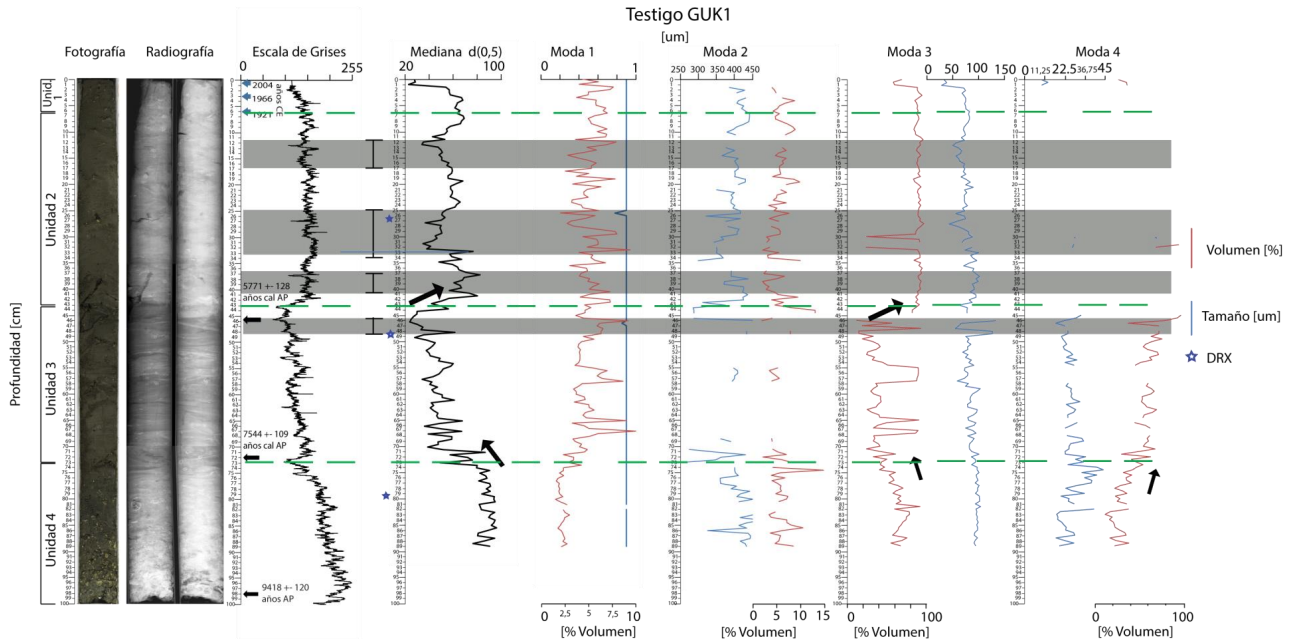 Testigo GUK1
[um]
Fotografía Radiografía Escala de Grises Mediana d(0,5) Moda 1 Moda 2 Moda 3 Moda 4
0 255 20 100 0 1 250 300 350 400 450 0 50 100 150 0 11,25 22,5 36,75 45
Unid. 1
Unidad 2
Unidad 3
Unidad 4
Profundidad [cm]
2004
1966
1921
años CE
5771 +- 128
años cal AP
7544 +- 109
años cal AP
9418 +- 120
años AP
Volumen [%]
Tamaño [um]
DRX
0 2,5 5 7,5 10 0 5 10 15 0 100 0 100
[% Volumen] [% Volumen] [% Volumen] [% Volumen]